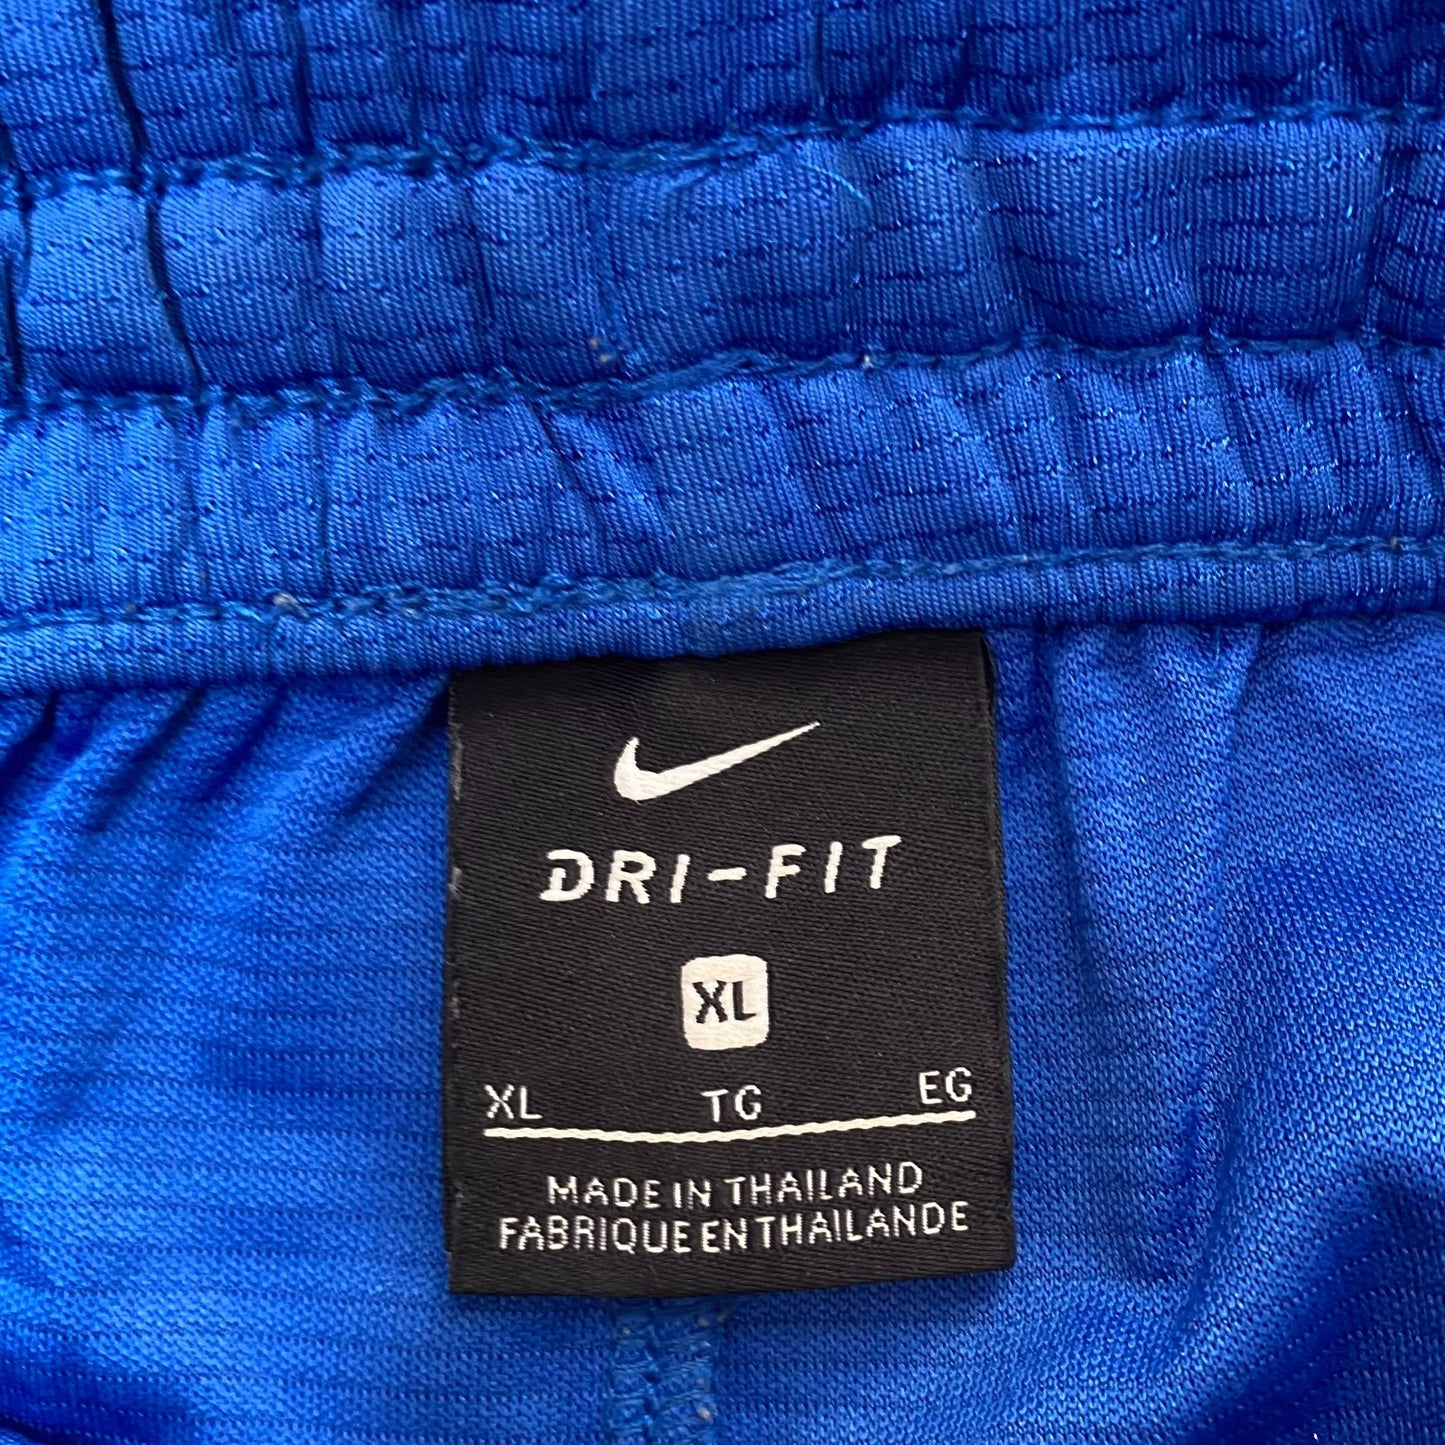 DRI-FIT
XL
XL TG EG
MADE IN THAILAND
FABRIQUE EN THAILANDE